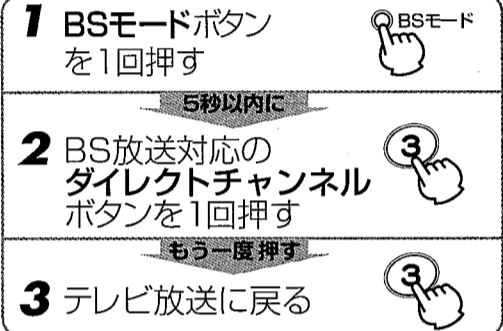 1 BSモードボタン
を1回押す
BSモード
5秒以内に
2 BS放送対応の
ダイレクトチャンネル
ボタンを1回押す
3
もう一度押す
3 テレビ放送に戻る
3